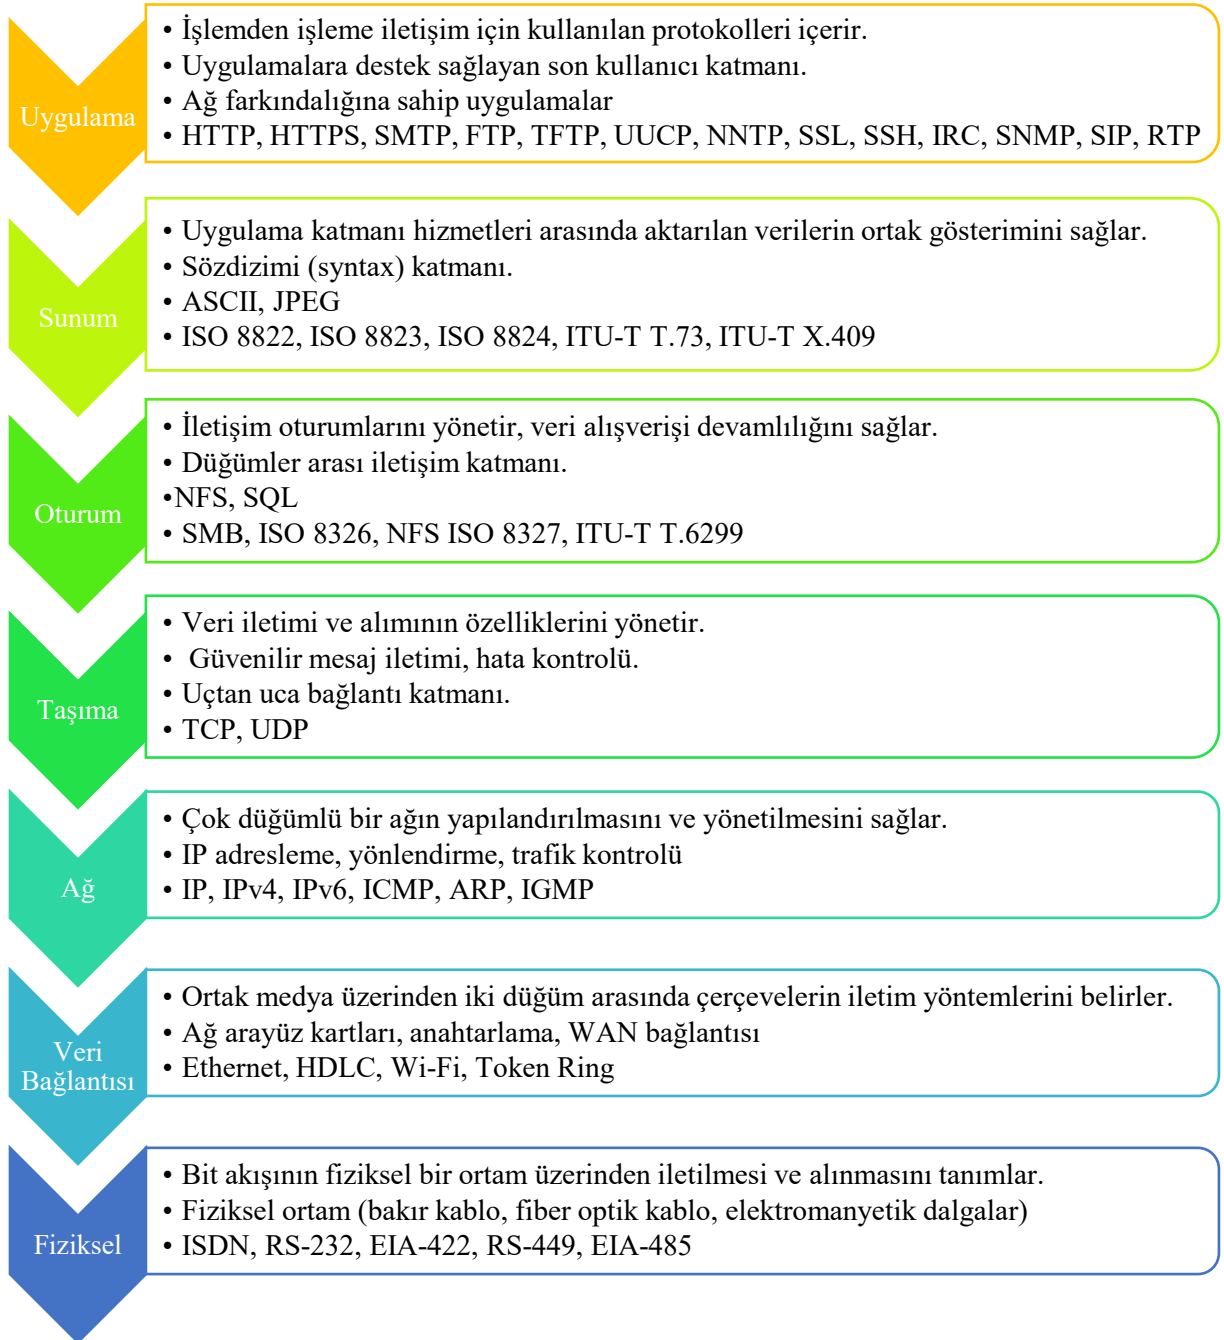 Uygulama
• İşlemden işleme iletişim için kullanılan protokolleri içerir.
• Uygulamalara destek sağlayan son kullanıcı katmanı.
• Ağ farkındalığına sahip uygulamalar
• HTTP, HTTPS, SMTP, FTP, TFTP, UUCP, NNTP, SSL, SSH, IRC, SNMP, SIP, RTP
Sunum
• Uygulama katmanı hizmetleri arasında aktarılan verilerin ortak gösterimini sağlar.
• Sözdizimi (syntax) katmanı.
• ASCII, JPEG
• ISO 8822, ISO 8823, ISO 8824, ITU-T T.73, ITU-T X.409
Oturum
• İletişim oturumlarını yönetir, veri alışverişi devamlılığını sağlar.
• Düğümler arası iletişim katmanı.
•NFS, SQL
• SMB, ISO 8326, NFS ISO 8327, ITU-T T.6299
Taşıma
• Veri iletimi ve alımının özelliklerini yönetir.
•  Güvenilir mesaj iletimi, hata kontrolü.
• Uçtan uca bağlantı katmanı.
• TCP, UDP
Ağ
• Çok düğümlü bir ağın yapılandırılmasını ve yönetilmesini sağlar.
• IP adresleme, yönlendirme, trafik kontrolü
• IP, IPv4, IPv6, ICMP, ARP, IGMP
Veri
Bağlantısı
• Ortak medya üzerinden iki düğüm arasında çerçevelerin iletim yöntemlerini belirler.
• Ağ arayüz kartları, anahtarlama, WAN bağlantısı
• Ethernet, HDLC, Wi-Fi, Token Ring
Fiziksel
• Bit akışının fiziksel bir ortam üzerinden iletilmesi ve alınmasını tanımlar.
• Fiziksel ortam (bakır kablo, fiber optik kablo, elektromanyetik dalgalar)
• ISDN, RS-232, EIA-422, RS-449, EIA-485